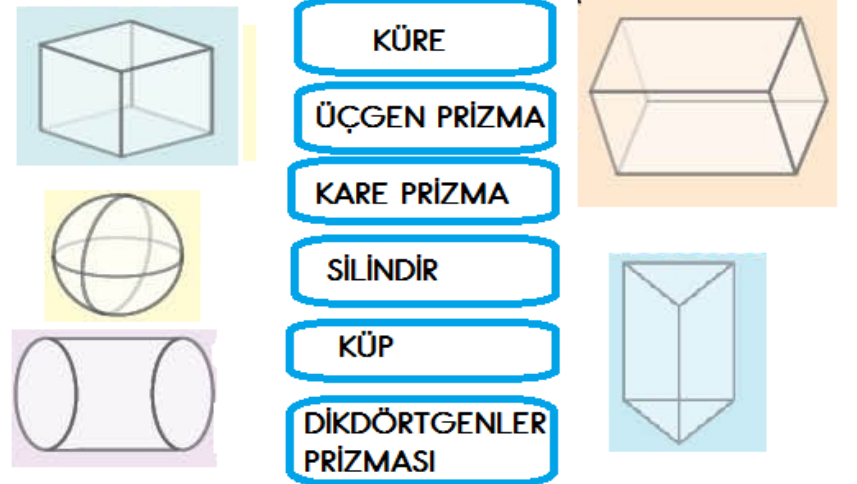 KÜRE
ÜÇGEN PRİZMA
KARE PRİZMA
SİLİNDİR
KÜP
DİKDÖRTGENLER
PRİZMASI